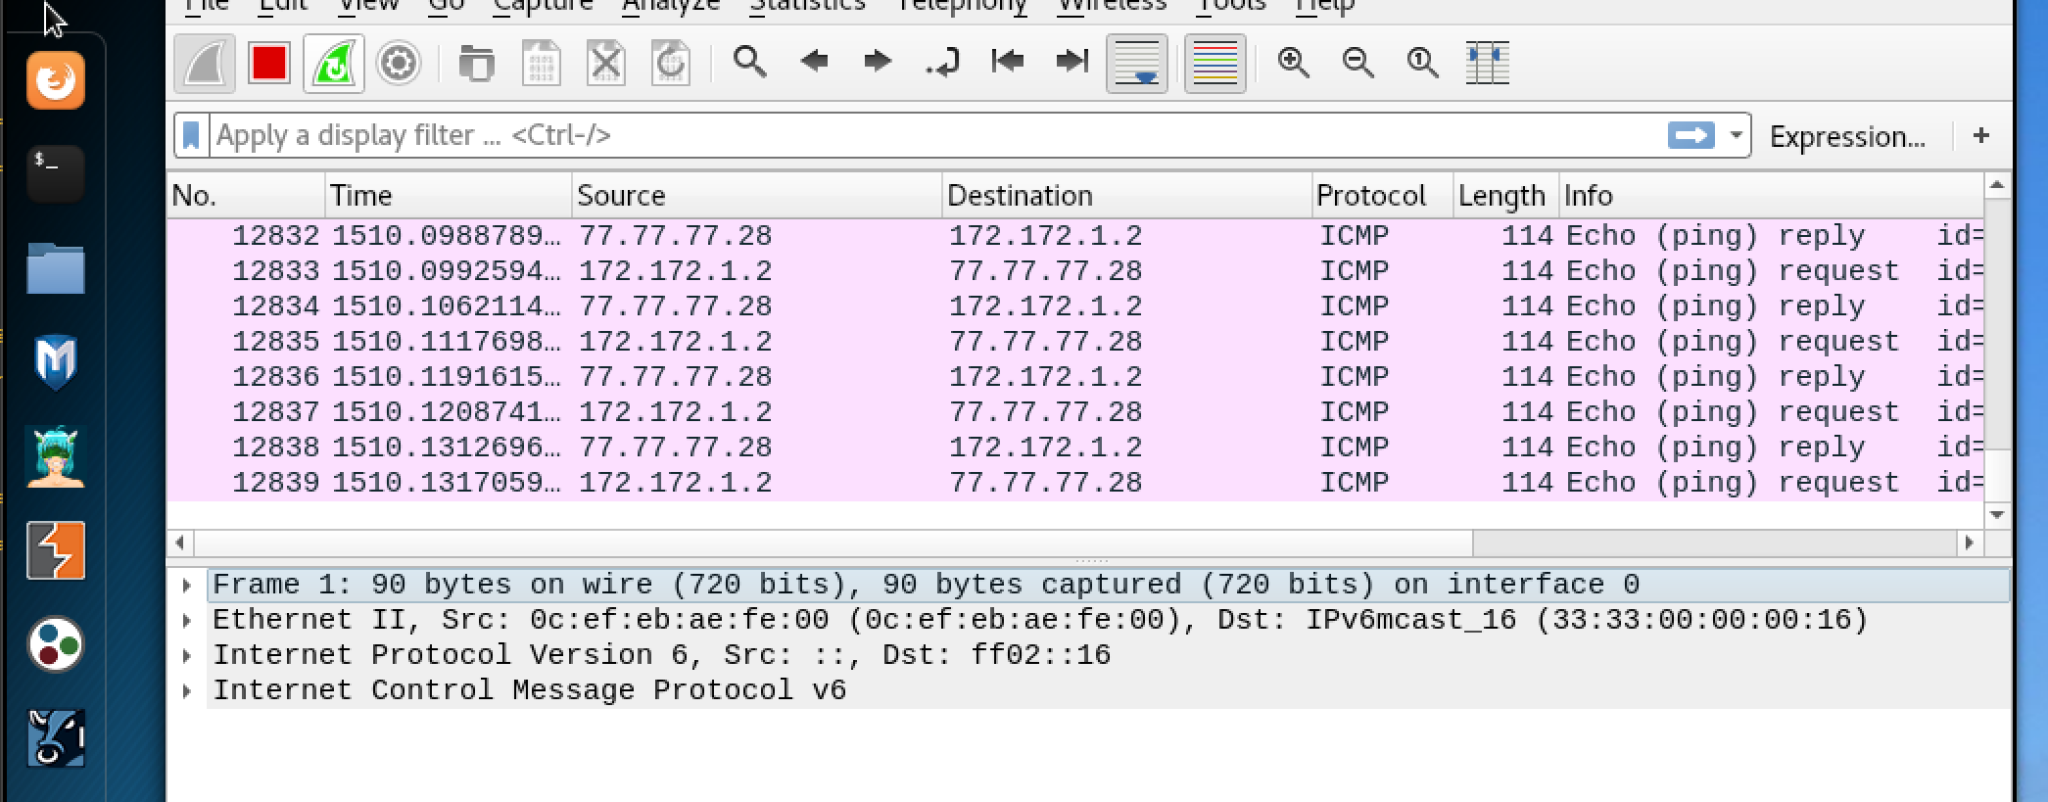 File Edit View Go Capture Analyze Statistics Telephony Wireless Tools Help
Apply a display filter ... <Ctrl-/> Expression... +
No. Time Source Destination Protocol Length Info
12832 1510.0988789… 77.77.77.28 172.172.1.2 ICMP 114 Echo (ping) reply id=
12833 1510.0992594… 172.172.1.2 77.77.77.28 ICMP 114 Echo (ping) request id=
12834 1510.1062114… 77.77.77.28 172.172.1.2 ICMP 114 Echo (ping) reply id=
12835 1510.1117698… 172.172.1.2 77.77.77.28 ICMP 114 Echo (ping) request id=
12836 1510.1191615… 77.77.77.28 172.172.1.2 ICMP 114 Echo (ping) reply id=
12837 1510.1208741… 172.172.1.2 77.77.77.28 ICMP 114 Echo (ping) request id=
12838 1510.1312696… 77.77.77.28 172.172.1.2 ICMP 114 Echo (ping) reply id=
12839 1510.1317059… 172.172.1.2 77.77.77.28 ICMP 114 Echo (ping) request id=
Frame 1: 90 bytes on wire (720 bits), 90 bytes captured (720 bits) on interface 0
Ethernet II, Src: 0c:ef:eb:ae:fe:00 (0c:ef:eb:ae:fe:00), Dst: IPv6mcast_16 (33:33:00:00:00:16)
Internet Protocol Version 6, Src: ::, Dst: ff02::16
Internet Control Message Protocol v6